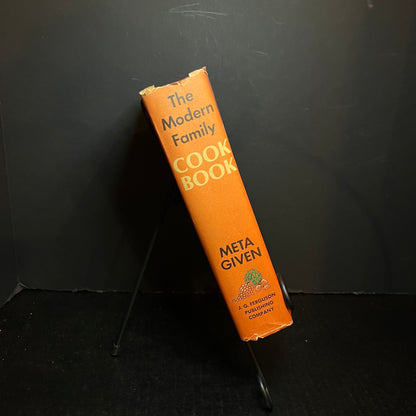 The
Modern
Family
COOK
BOOK
META
GIVEN
J. G. FERGUSON
PUBLISHING
COMPANY